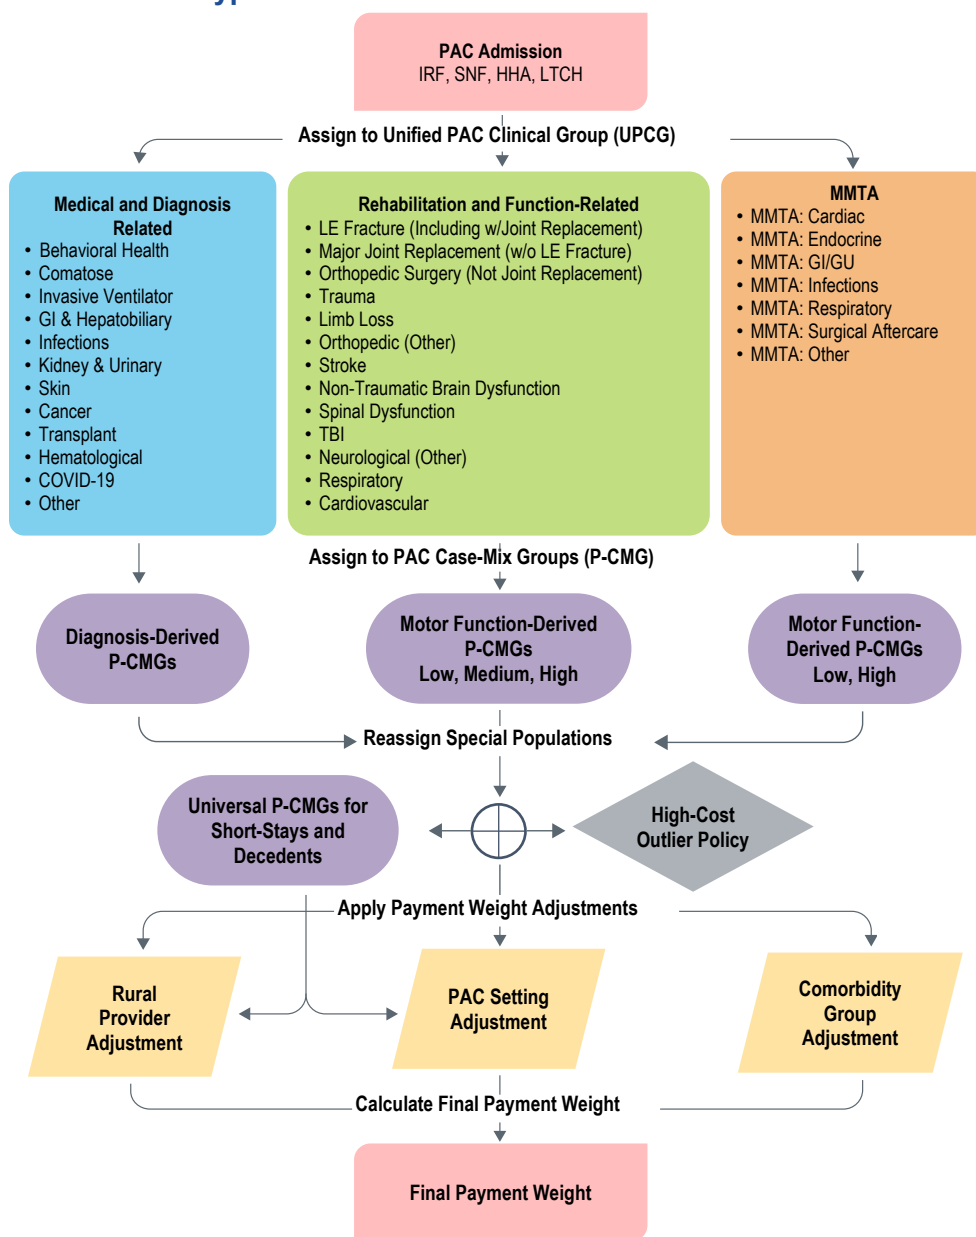 PAC Admission
IRF, SNF, HHA, LTCH
Assign to Unified PAC Clinical Group (UPCG)
Medical and Diagnosis
Related
• Behavioral Health
• Comatose
• Invasive Ventilator
• GI & Hepatobiliary
• Infections
• Kidney & Urinary
• Skin
• Cancer
• Transplant
• Hematological
• COVID-19
• Other
Rehabilitation and Function-Related
• LE Fracture (Including w/Joint Replacement)
• Major Joint Replacement (w/o LE Fracture)
• Orthopedic Surgery (Not Joint Replacement)
• Trauma
• Limb Loss
• Orthopedic (Other)
• Stroke
• Non-Traumatic Brain Dysfunction
• Spinal Dysfunction
• TBI
• Neurological (Other)
• Respiratory
• Cardiovascular
MMTA
• MMTA: Cardiac
• MMTA: Endocrine
• MMTA: GI/GU
• MMTA: Infections
• MMTA: Respiratory
• MMTA: Surgical Aftercare
• MMTA: Other
Assign to PAC Case-Mix Groups (P-CMG)
Diagnosis-Derived
P-CMGs
Motor Function-Derived
P-CMGs
Low, Medium, High
Motor Function-
Derived P-CMGs
Low, High
Reassign Special Populations
Universal P-CMGs for
Short-Stays and
Decedents
High-Cost
Outlier Policy
Apply Payment Weight Adjustments
Rural
Provider
Adjustment
PAC Setting
Adjustment
Comorbidity
Group
Adjustment
Calculate Final Payment Weight
Final Payment Weight